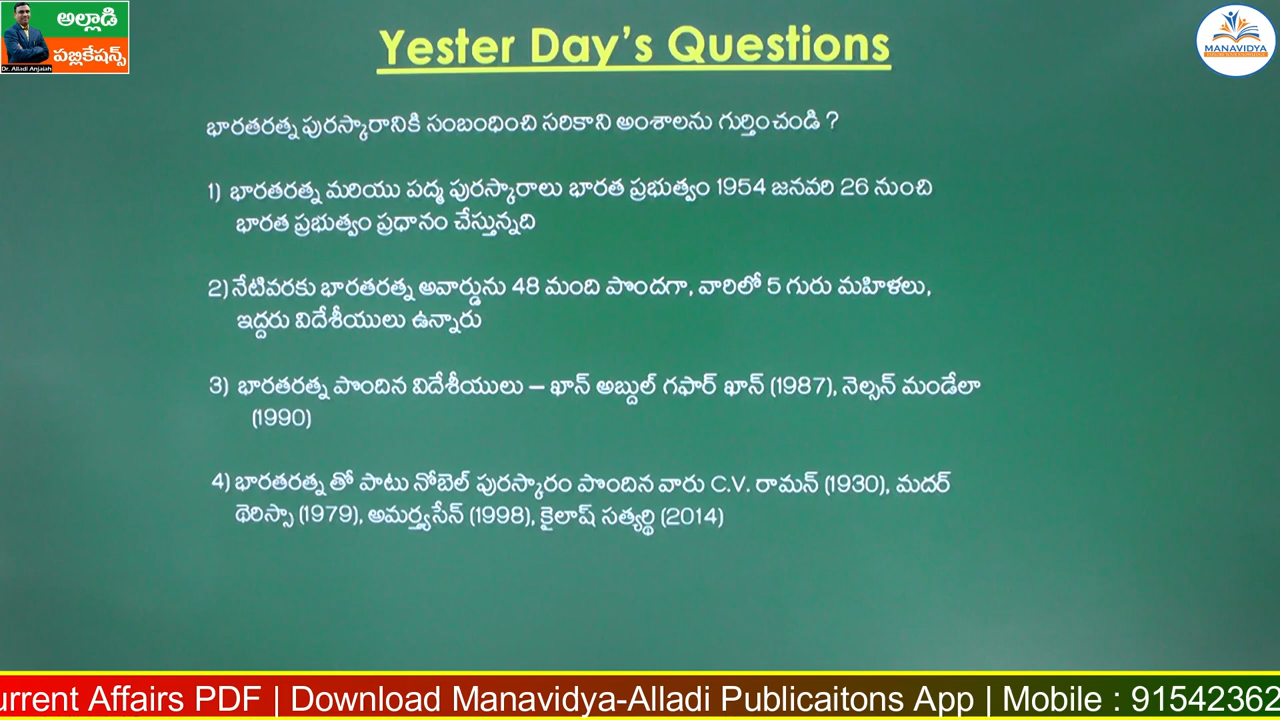 అల్లాడి
పబ్లికేషన్స్
Dr. Alladi Anjaiah
MANAVIDYA
Yester Day's Questions
భారతరత్న పురస్కారానికి సంబంధించి సరికాని అంశాలను గుర్తించండి ?
1) భారతరత్న మరియు పద్మ పురస్కారాలు భారత ప్రభుత్వం 1954 జనవరి 26 నుంచి
భారత ప్రభుత్వం ప్రధానం చేస్తున్నది
2) నేటివరకు భారతరత్న అవార్డును 48 మంది పొందగా, వారిలో 5 గురు మహిళలు,
ఇద్దరు విదేశీయులు ఉన్నారు
3) భారతరత్న పొందిన విదేశీయులు – ఖాన్ అబ్దుల్ గఫార్ ఖాన్ (1987), నెల్సన్ మండేలా
(1990)
4) భారతరత్న తో పాటు నోబెల్ పురస్కారం పొందిన వారు C.V. రామన్ (1930), మదర్
థెరిస్సా (1979), అమర్త్యసేన్ (1998), కైలాష్ సత్యర్థి (2014)
urrent Affairs PDF | Download Manavidya-Alladi Publicaitons App | Mobile : 91542362